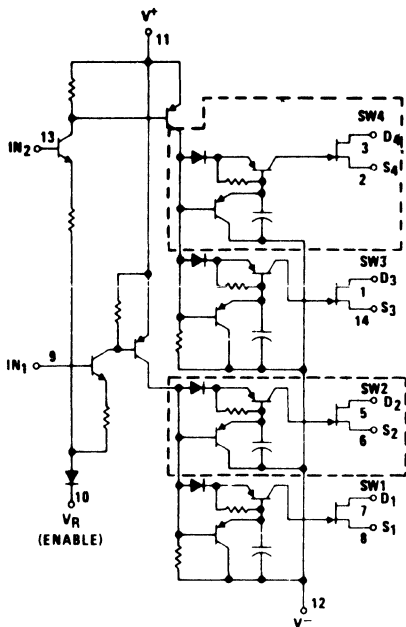 V+
11
SW4
D4
3
S4
2
13
IN2
SW3
D3
1
S3
14
9
IN1
SW2
D2
5
S2
6
10
VR
(ENABLE)
SW1
D1
7
S1
8
12
V−